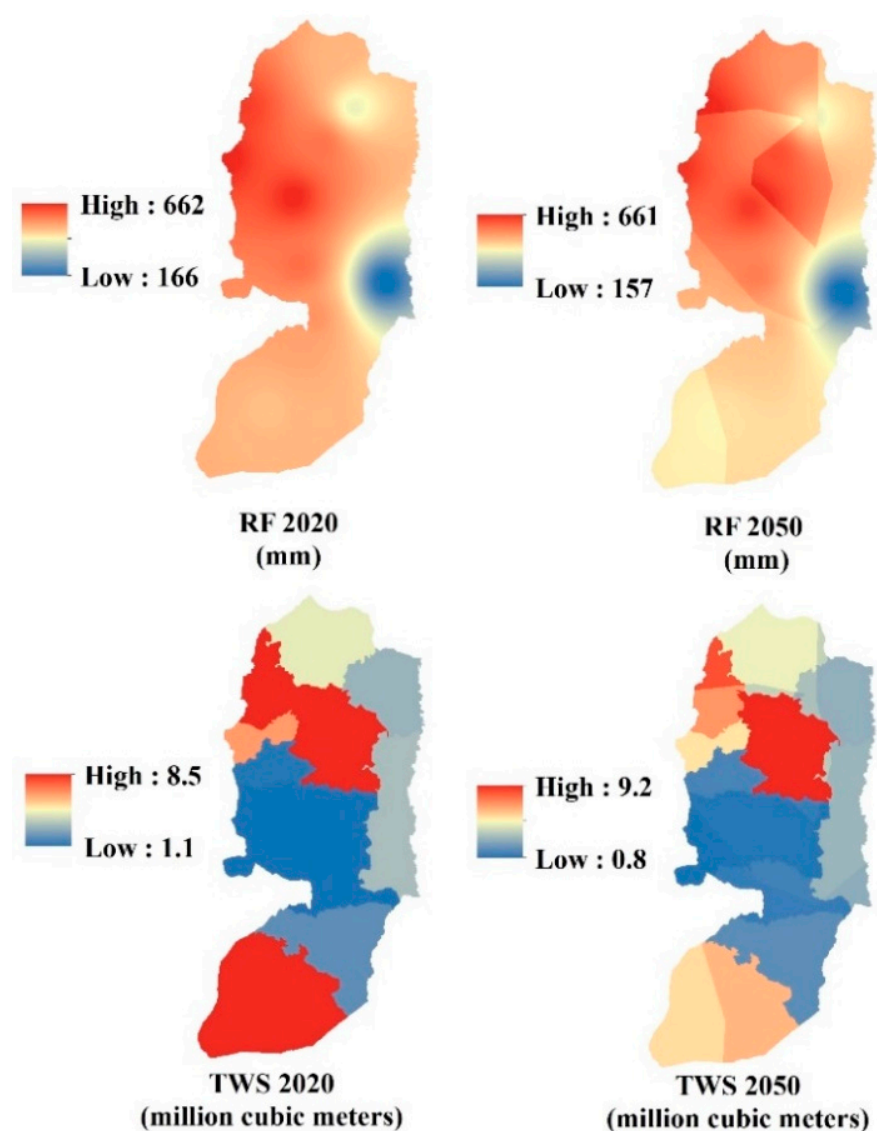 High : 662
Low : 166
RF 2020
(mm)
High : 661
Low : 157
RF 2050
(mm)
High : 8.5
Low : 1.1
TWS 2020
(million cubic meters)
High : 9.2
Low : 0.8
TWS 2050
(million cubic meters)